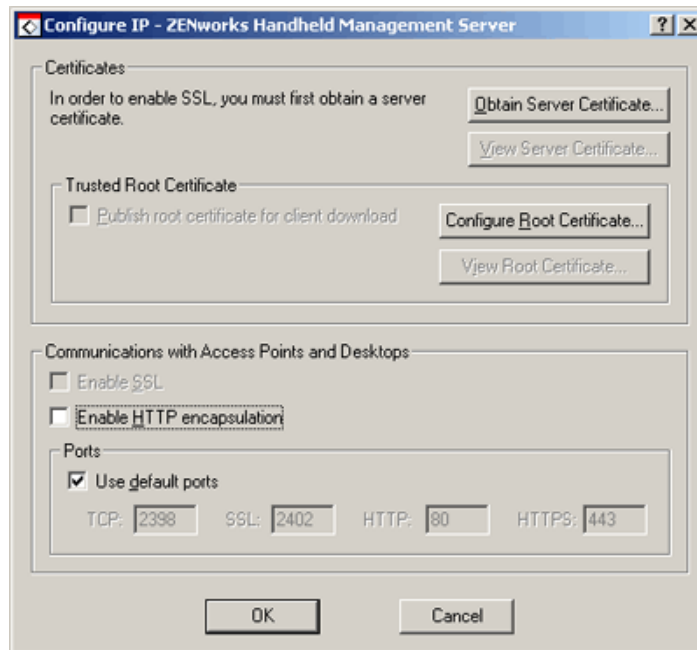 Configure IP - ZENworks Handheld Management Server
Certificates
In order to enable SSL, you must first obtain a server
certificate.
Obtain Server Certificate...
View Server Certificate...
Trusted Root Certificate
Publish root certificate for client download
Configure Root Certificate...
View Root Certificate...
Communications with Access Points and Desktops
Enable SSL
Enable HTTP encapsulation
Ports
Use default ports
TCP: 2398 SSL: 2402 HTTP: 80 HTTPS: 443
OK Cancel